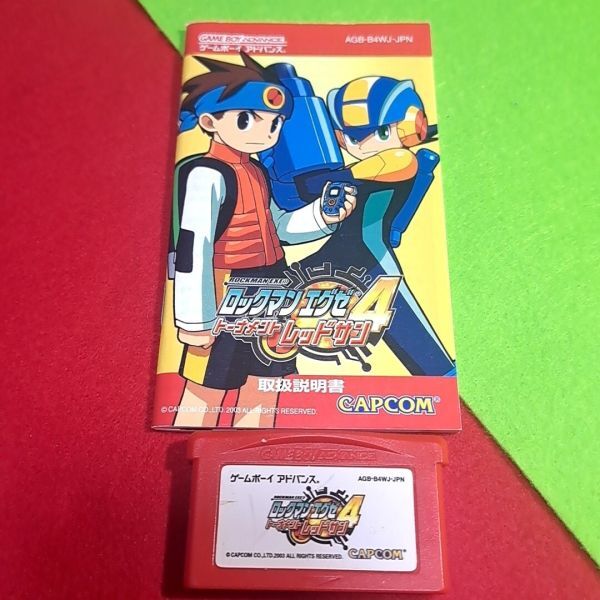 GAME BOY ADVANCE
ゲームボーイ アドバンス®
AGB-B4WJ-JPN
ROCKMAN EXE 4
ロックマン エグゼ 4
トーナメント レッドサン
取扱説明書
© CAPCOM CO.,LTD. 2003 ALL RIGHTS RESERVED.
CAPCOM®
GAME BOY ADVANCE
ゲームボーイ アドバンス®
AGB-B4WJ-JPN
ROCKMAN EXE 4
ロックマン エグゼ 4
トーナメント レッドサン
© CAPCOM CO.,LTD.2003 ALL RIGHTS RESERVED.
CAPCOM®